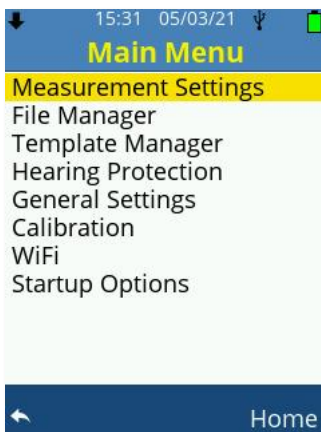 15:31 05/03/21
Main Menu
Measurement Settings
File Manager
Template Manager
Hearing Protection
General Settings
Calibration
WiFi
Startup Options
Home